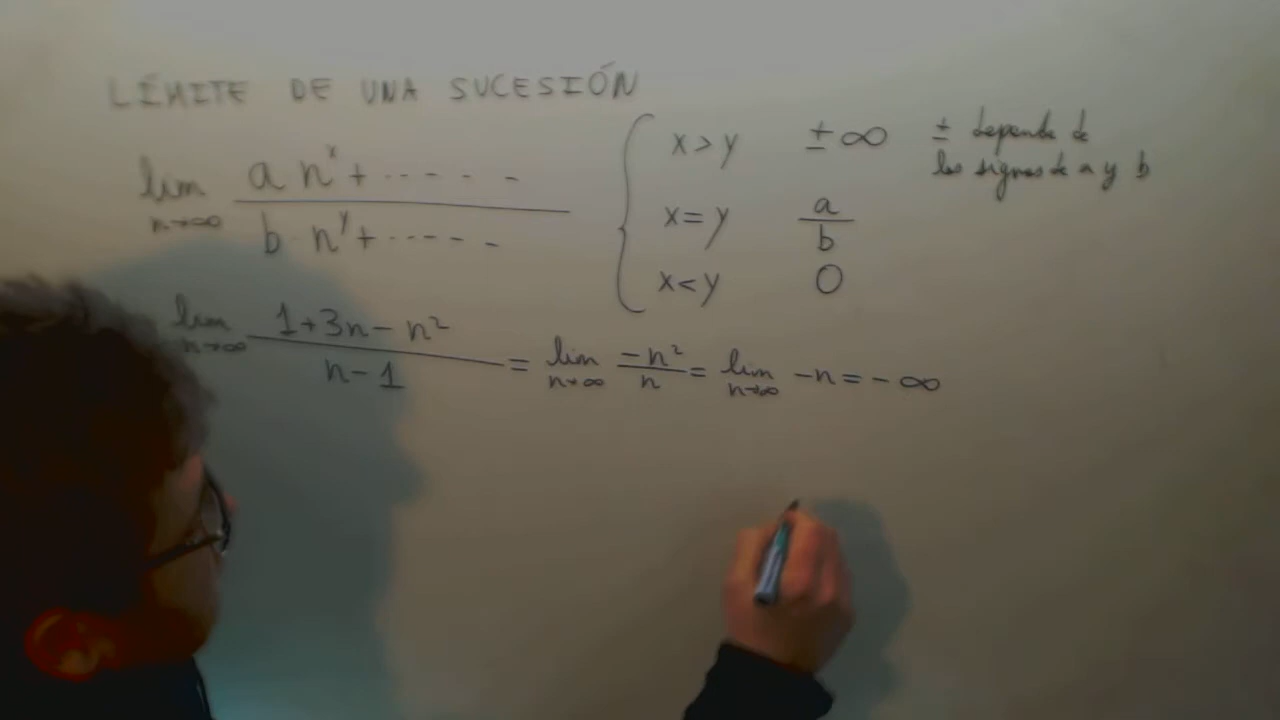 LÍMITE DE UNA SUCESIÓN
lim n→∞ (a n^x + ----- -) / (b n^y + ----- -) { x > y ± ∞ ± depende de los signos de a y b
x = y a/b
x < y 0
lim n→∞ (1+3n-n²) / (n-1) = lim n→∞ -n²/n = lim n→∞ -n = -∞